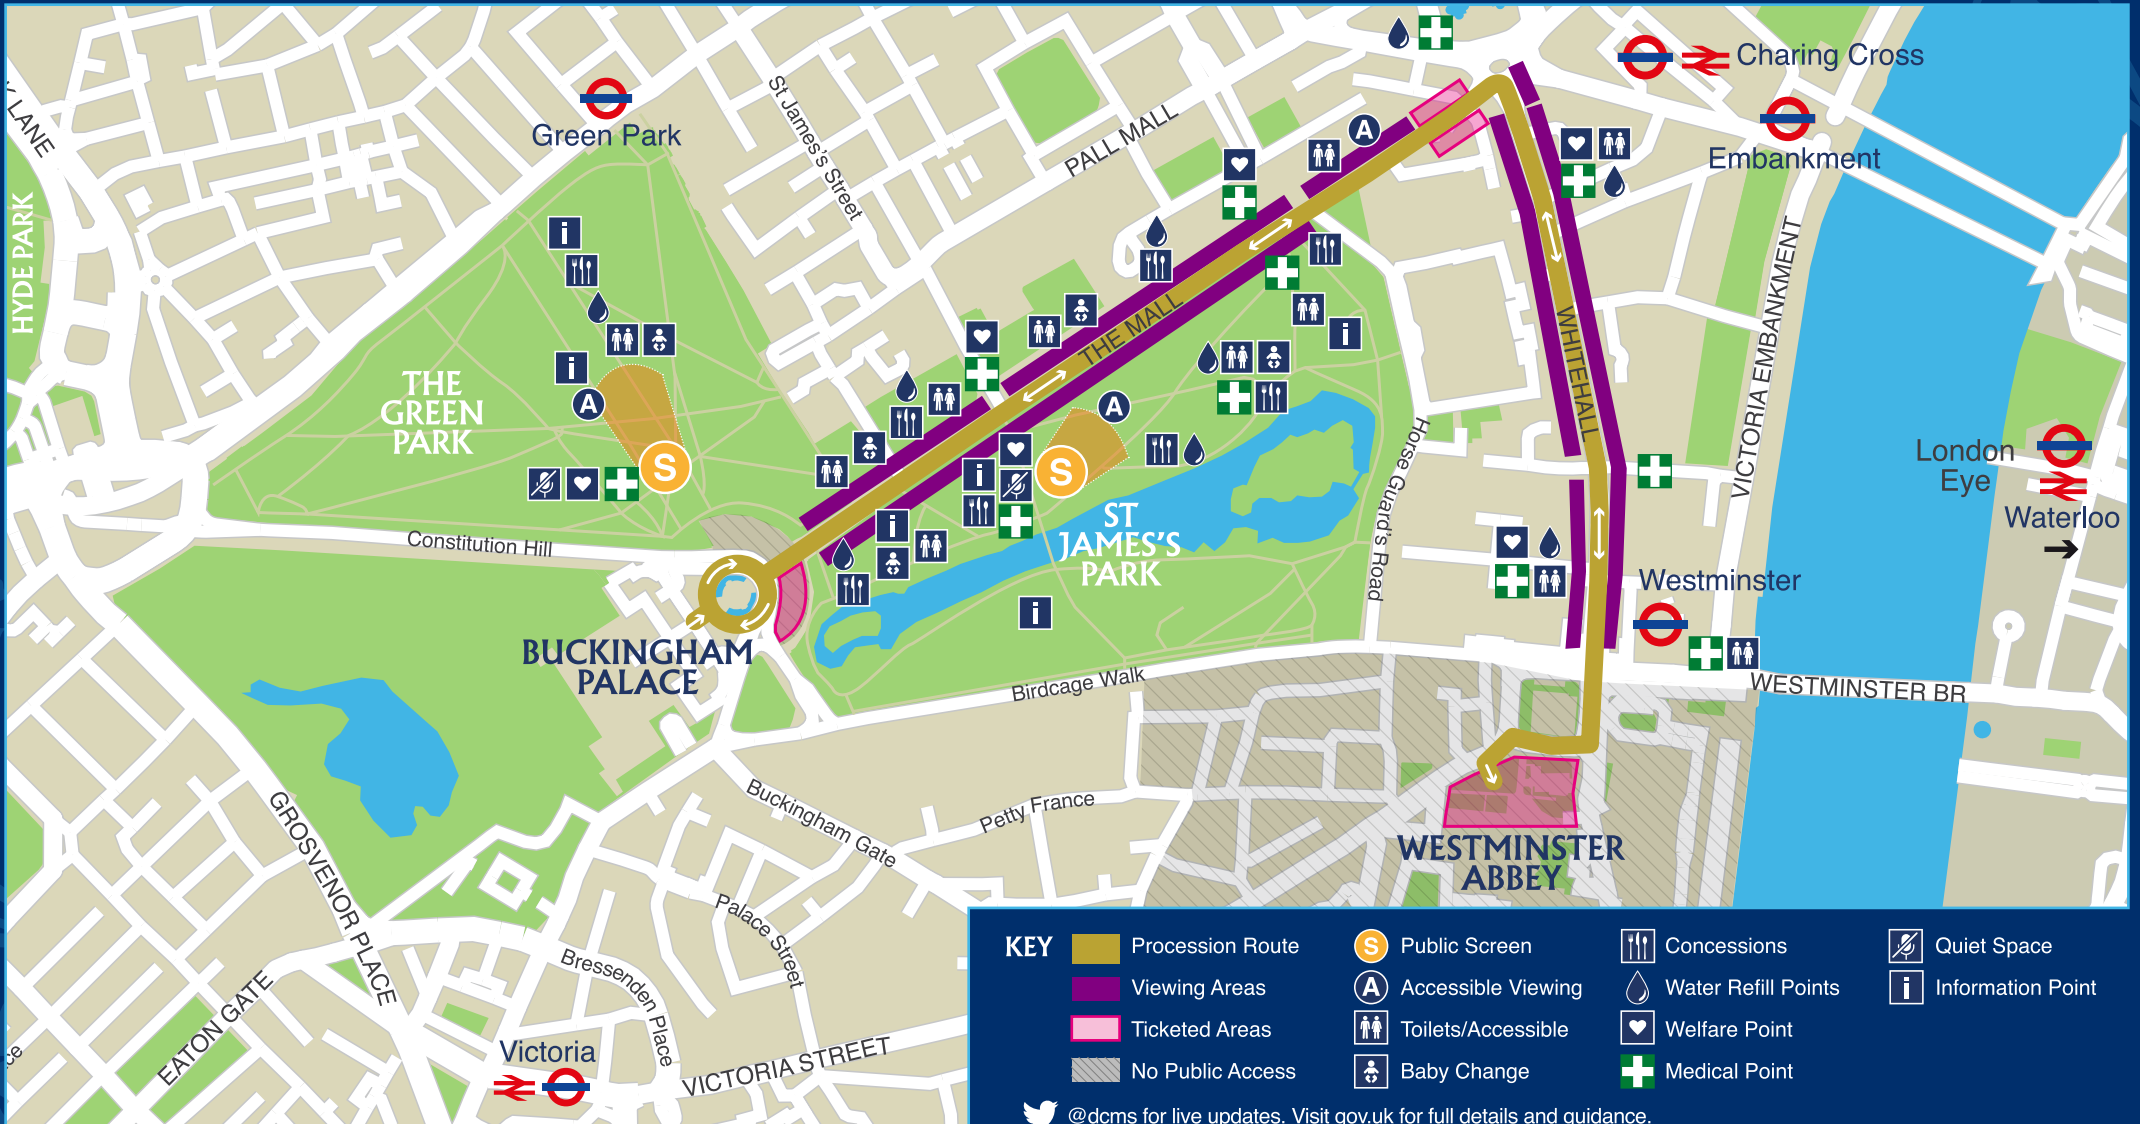 Charing Cross
Green Park
Embankment
Y LANE
HYDE PARK
St James's Street
PALL MALL
A
i
THE MALL
WHITEHALL
VICTORIA EMBANKMENT
i
i
THE
GREEN
PARK
A
S
A
S
i
i
Horse Guard's Road
London
Eye
Waterloo
Constitution Hill
ST
JAMES'S
PARK
i
Westminster
BUCKINGHAM
PALACE
Birdcage Walk
WESTMINSTER BR
GROSVENOR PLACE
Buckingham Gate
Petty France
WESTMINSTER
ABBEY
Palace Street
Bressenden Place
EATON GATE
Victoria
VICTORIA STREET
KEY
Procession Route
Viewing Areas
Ticketed Areas
No Public Access
S Public Screen
A Accessible Viewing
Toilets/Accessible
Baby Change
Concessions
Water Refill Points
Welfare Point
Medical Point
Quiet Space
i Information Point
@dcms for live updates. Visit gov.uk for full details and guidance.